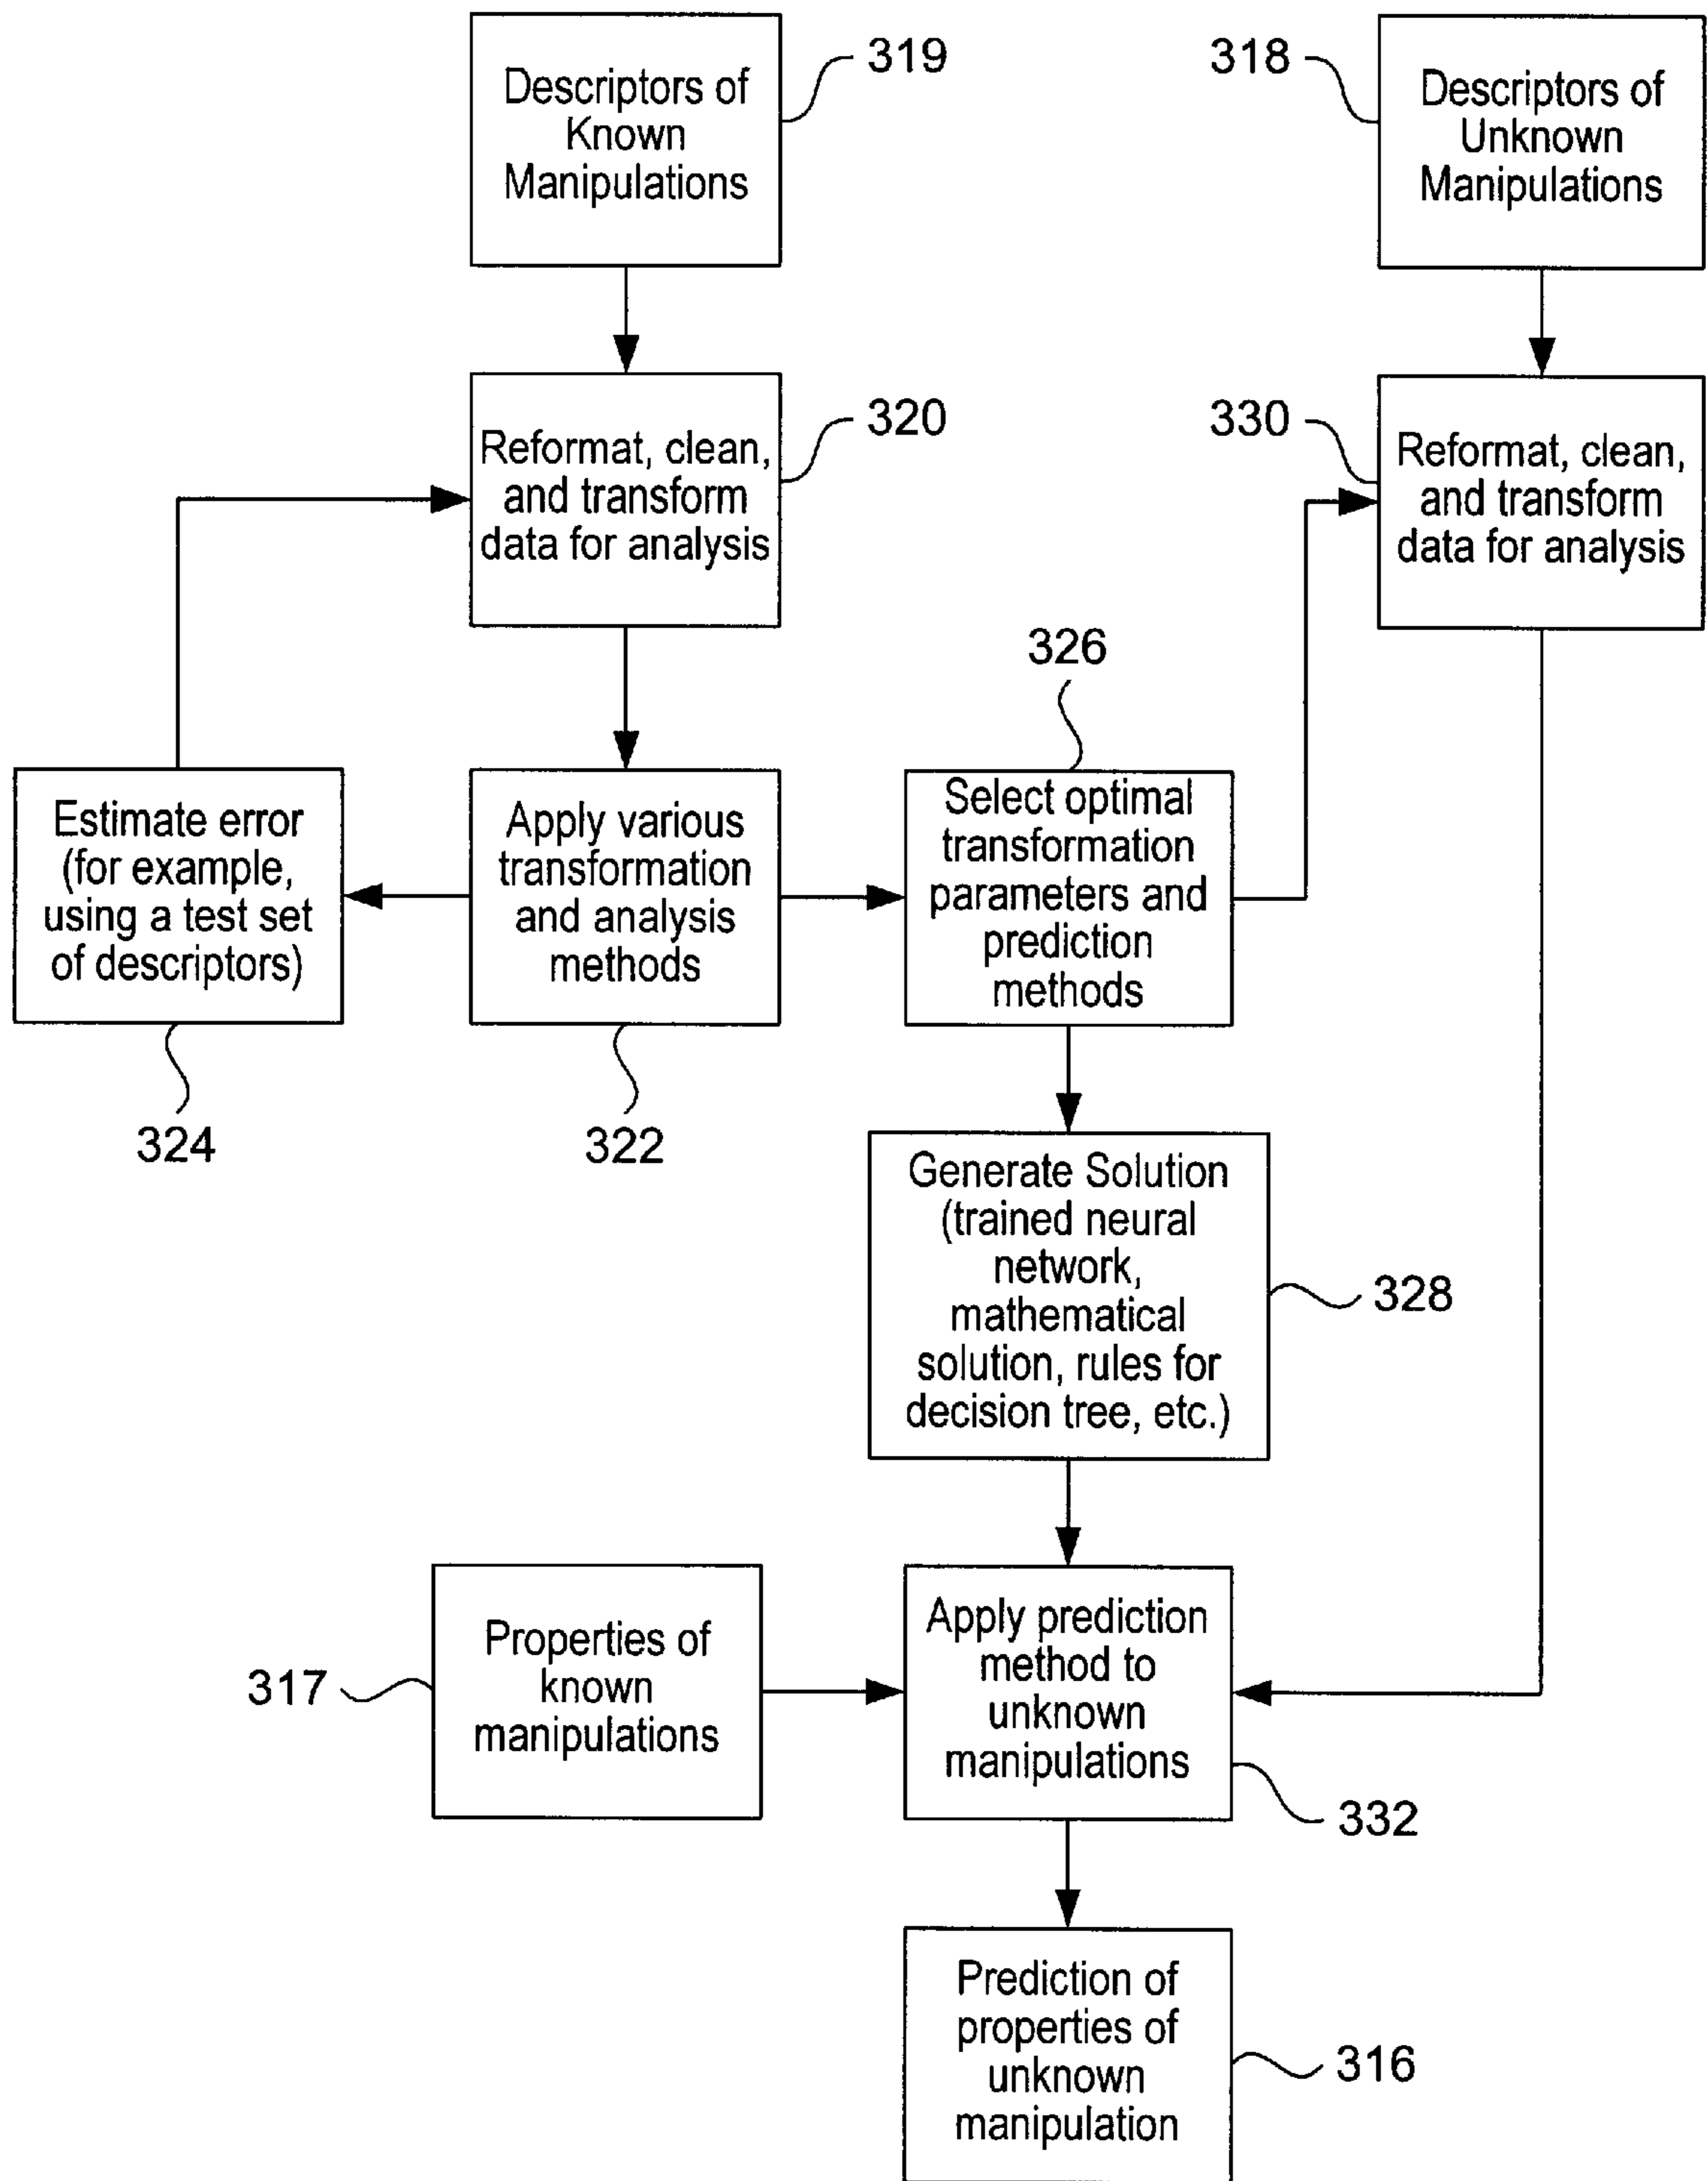 Descriptors of
Known
Manipulations
319
318
Descriptors of
Unknown
Manipulations
Reformat, clean,
and transform
data for analysis
320
330
Reformat, clean,
and transform
data for analysis
326
Estimate error
(for example,
using a test set
of descriptors)
324
Apply various
transformation
and analysis
methods
322
Select optimal
transformation
parameters and
prediction
methods
Generate Solution
(trained neural
network,
mathematical
solution, rules for
decision tree, etc.)
328
317
Properties of
known
manipulations
Apply prediction
method to
unknown
manipulations
332
Prediction of
properties of
unknown
manipulation
316